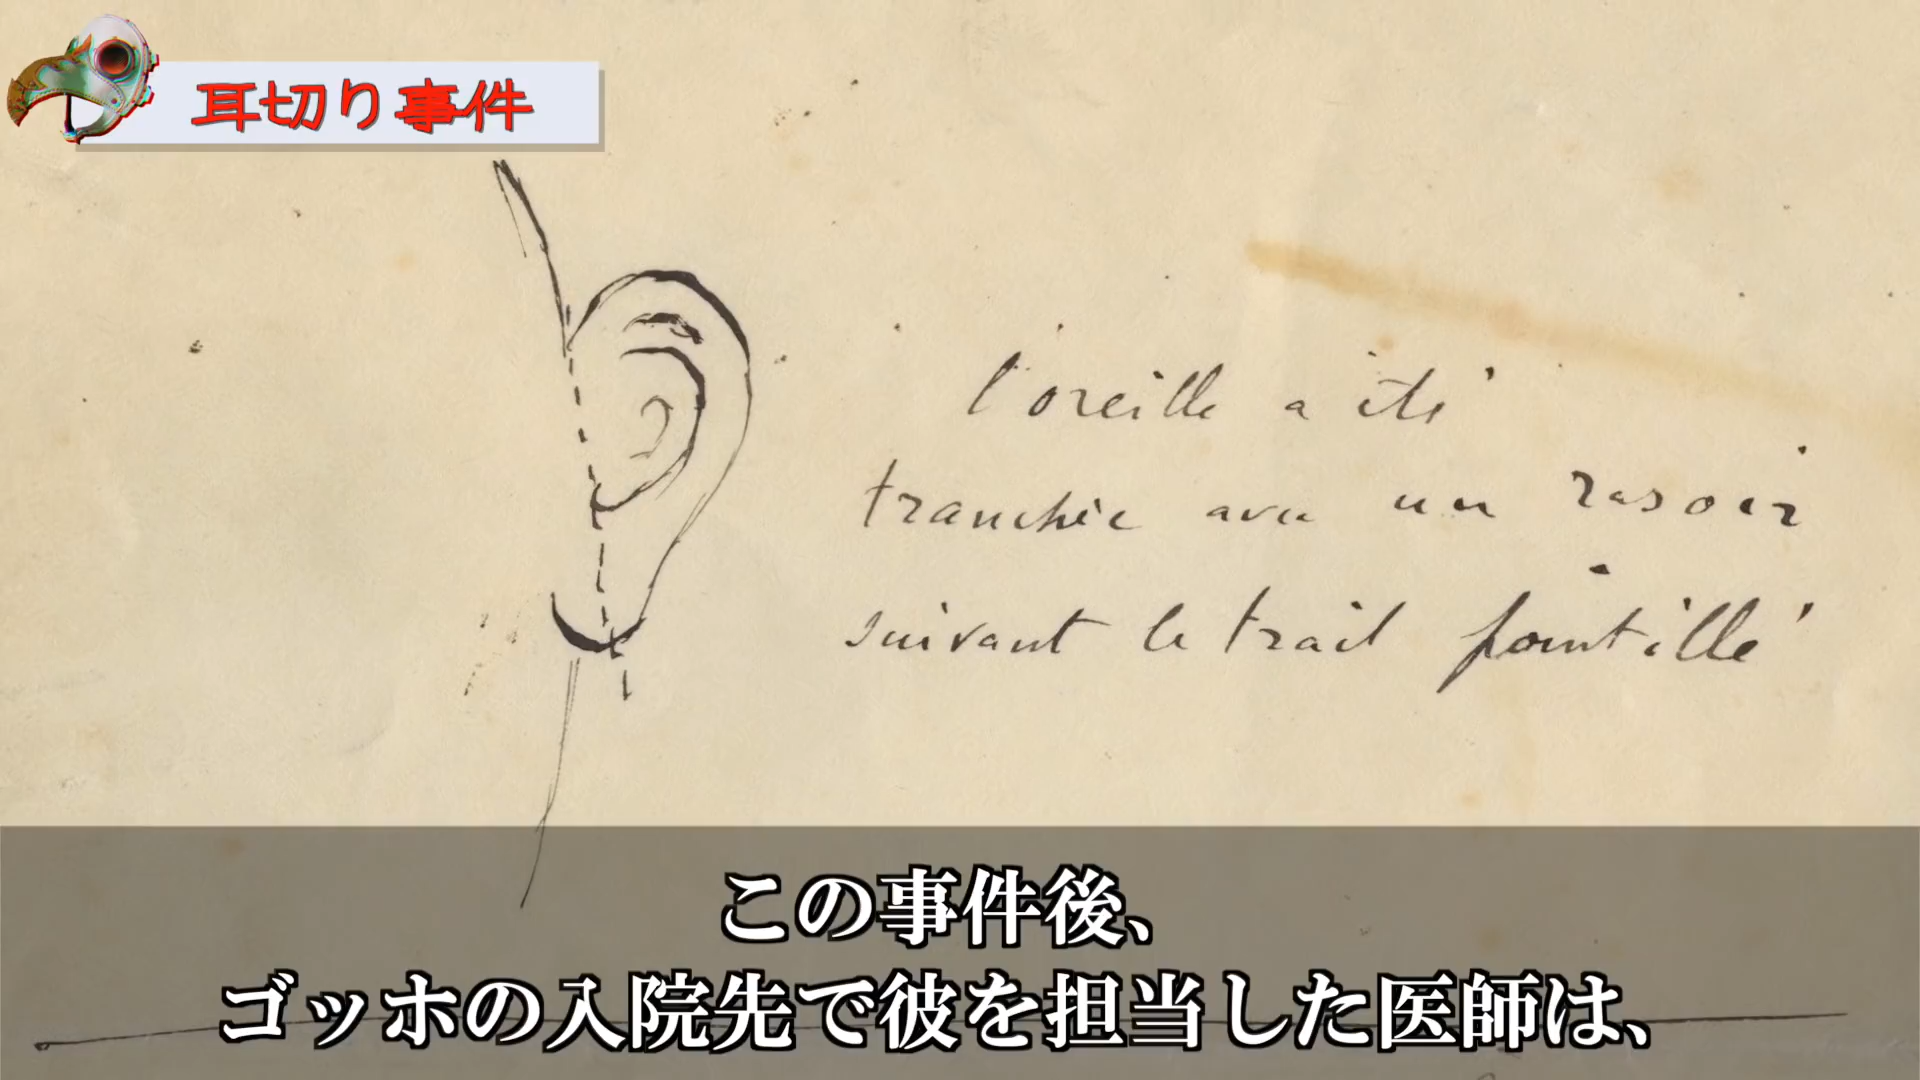 耳切り事件
l'oreille a été
tranchée avec un rasoir
suivant le trait pointillé
この事件後、
ゴッホの入院先で彼を担当した医師は、